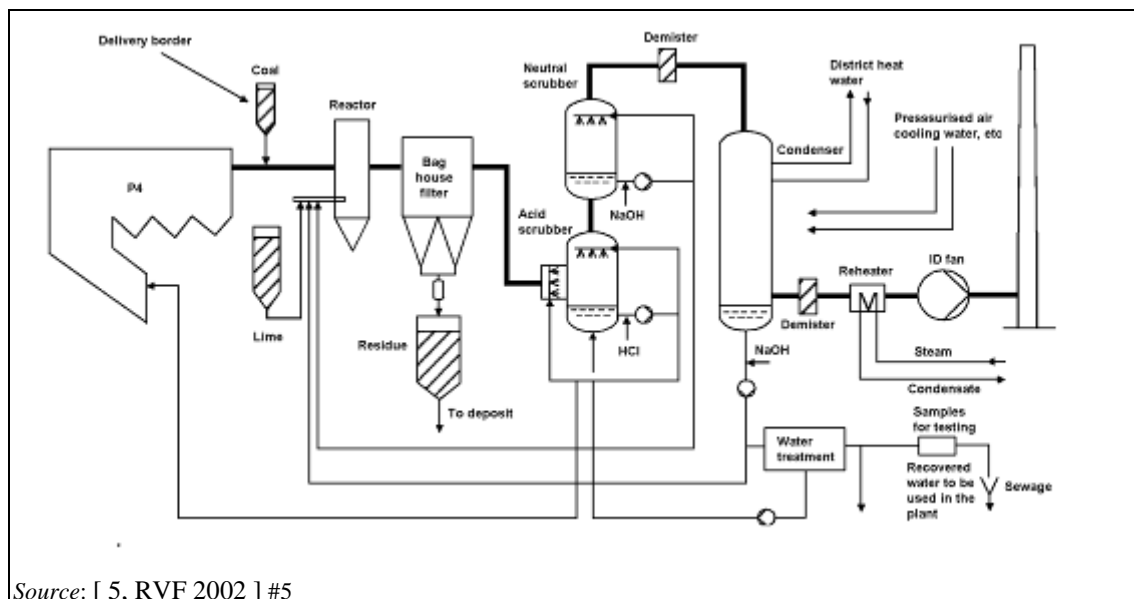 Delivery border
Coal
Reactor
P4
Bag
house
filter
Lime
Residue
To deposit
Neutral
scrubber
Demister
Acid
scrubber
NaOH
HCl
Condenser
District heat
water
Presssurised air
cooling water, etc
Demister
Reheater
M
ID fan
NaOH
Steam
Condensate
Water
treatment
Samples
for testing
Recovered
water to be
used in the
plant
Sewage
Source: [ 5, RVF 2002 ] #5